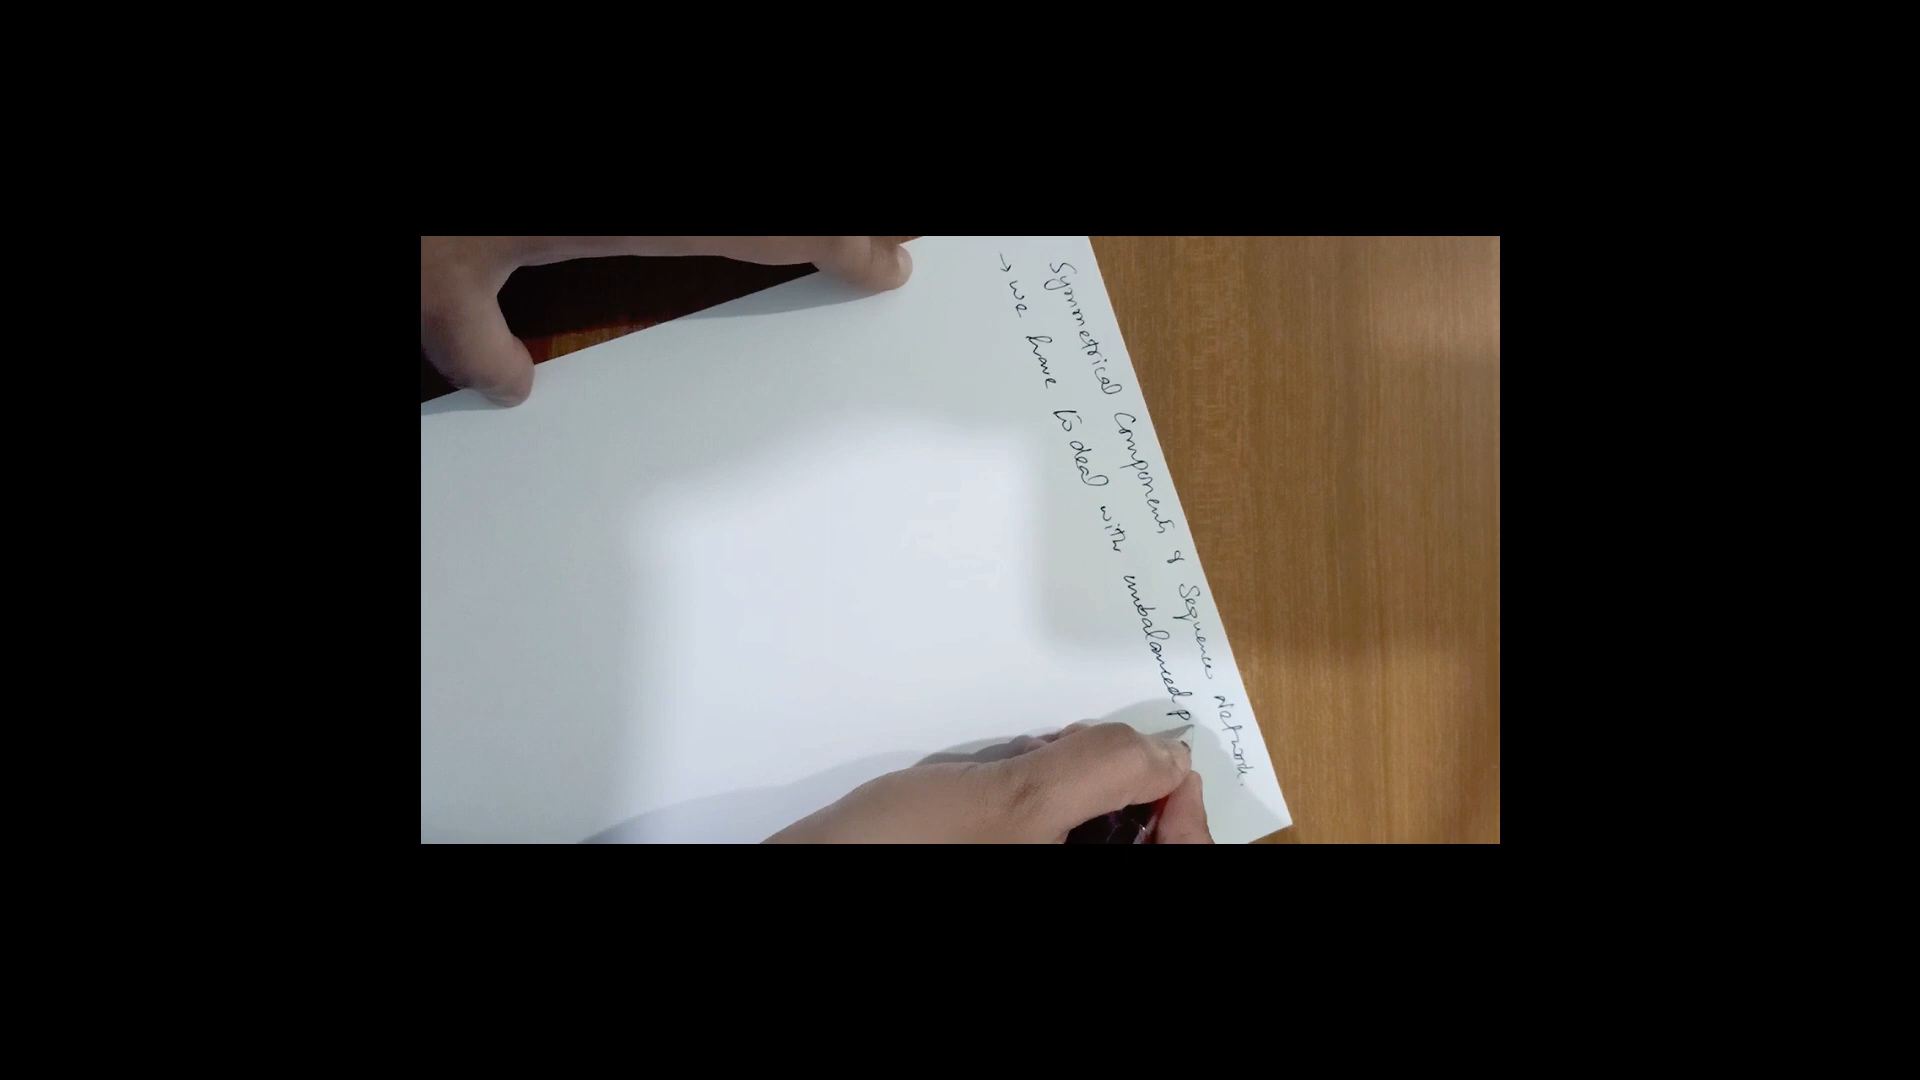 Symmetrical Components & Sequence Network.
→ we have to deal with unbalanced P